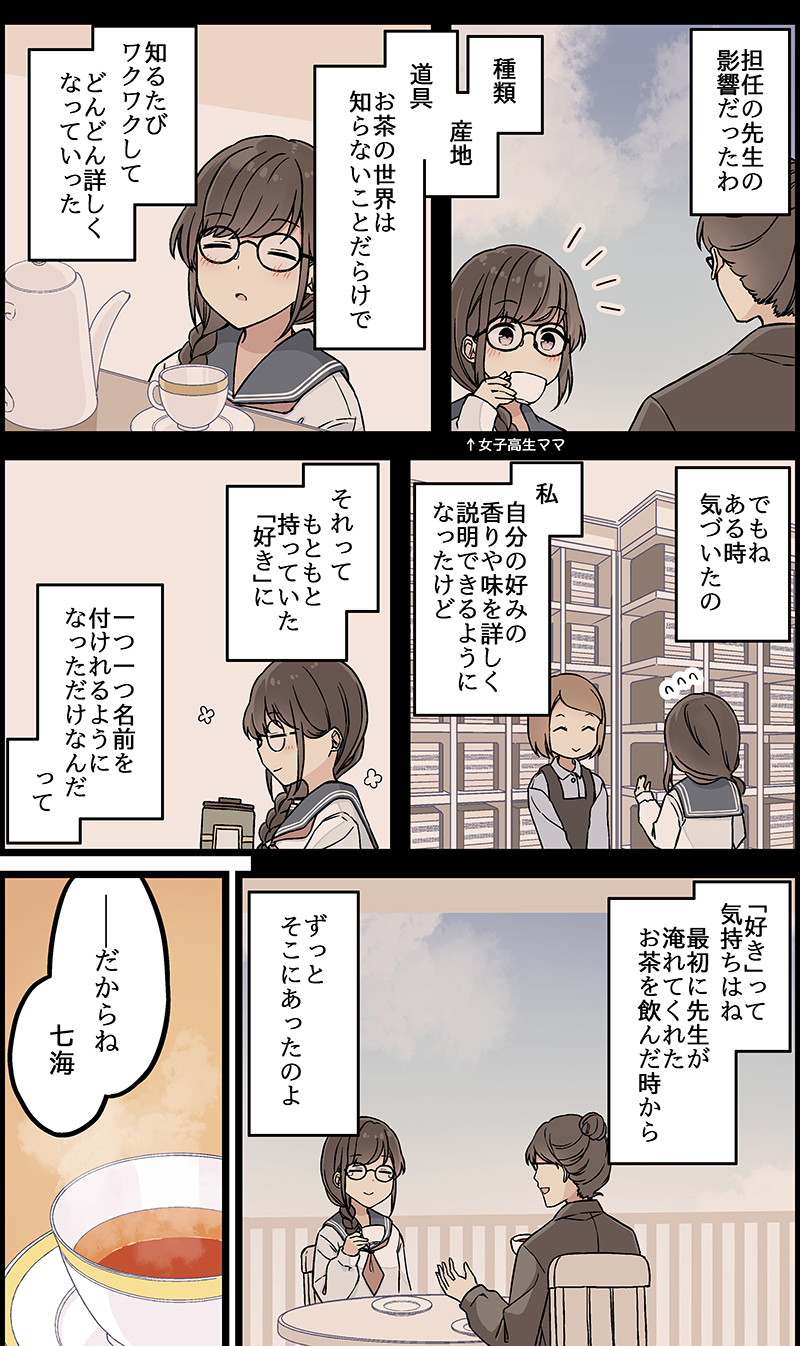 担任の先生の
影響だったわ
種類
産地
道具
お茶の世界は
知らないことだらけで
↑女子高生ママ
知るたび
ワクワクして
どんどん詳しく
なっていった
でもね
ある時
気づいたの
私
自分の好みの
香りや味を詳しく
説明できるように
なったけど
それって
もともと
持っていた
「好き」に
一つ一つ名前を
付けれるように
なっただけなんだ
って
「好き」って
気持ちはね
最初に先生が
淹れてくれた
お茶を飲んだ時から
ずっと
そこにあったのよ
──だからね
七海